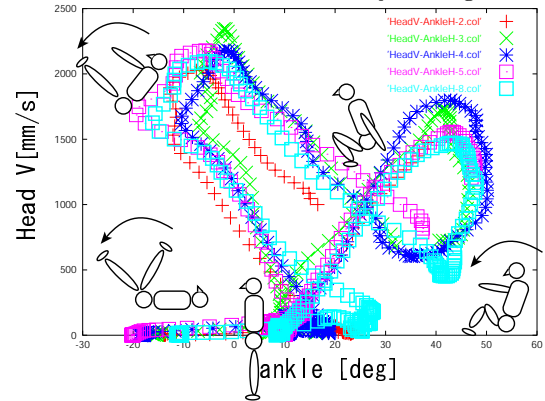 2500
2000
1500
1000
500
0
-30 -20 -10 0 10 20 30 40 50 60
Head V[mm/s]
ankle [deg]
'HeadV-AnkleH-2.col'
'HeadV-AnkleH-3.col'
'HeadV-AnkleH-4.col'
'HeadV-AnkleH-5.col'
'HeadV-AnkleH-8.col'